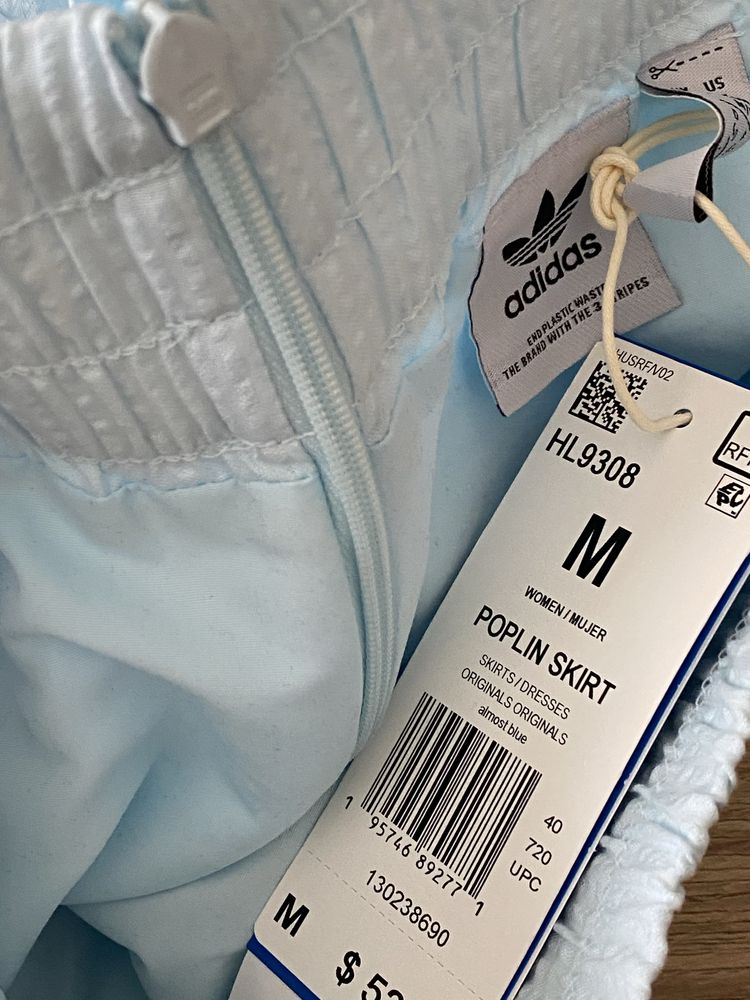 US
adidas
END PLASTIC WASTE
THE BRAND WITH THE 3 STRIPES
HL9308
M
WOMEN / MUJER
POPLIN SKIRT
SKIRTS / DRESSES
ORIGINALS ORIGINALS
almost blue
1 95746 89277 1
40
720
UPC
130238690
M